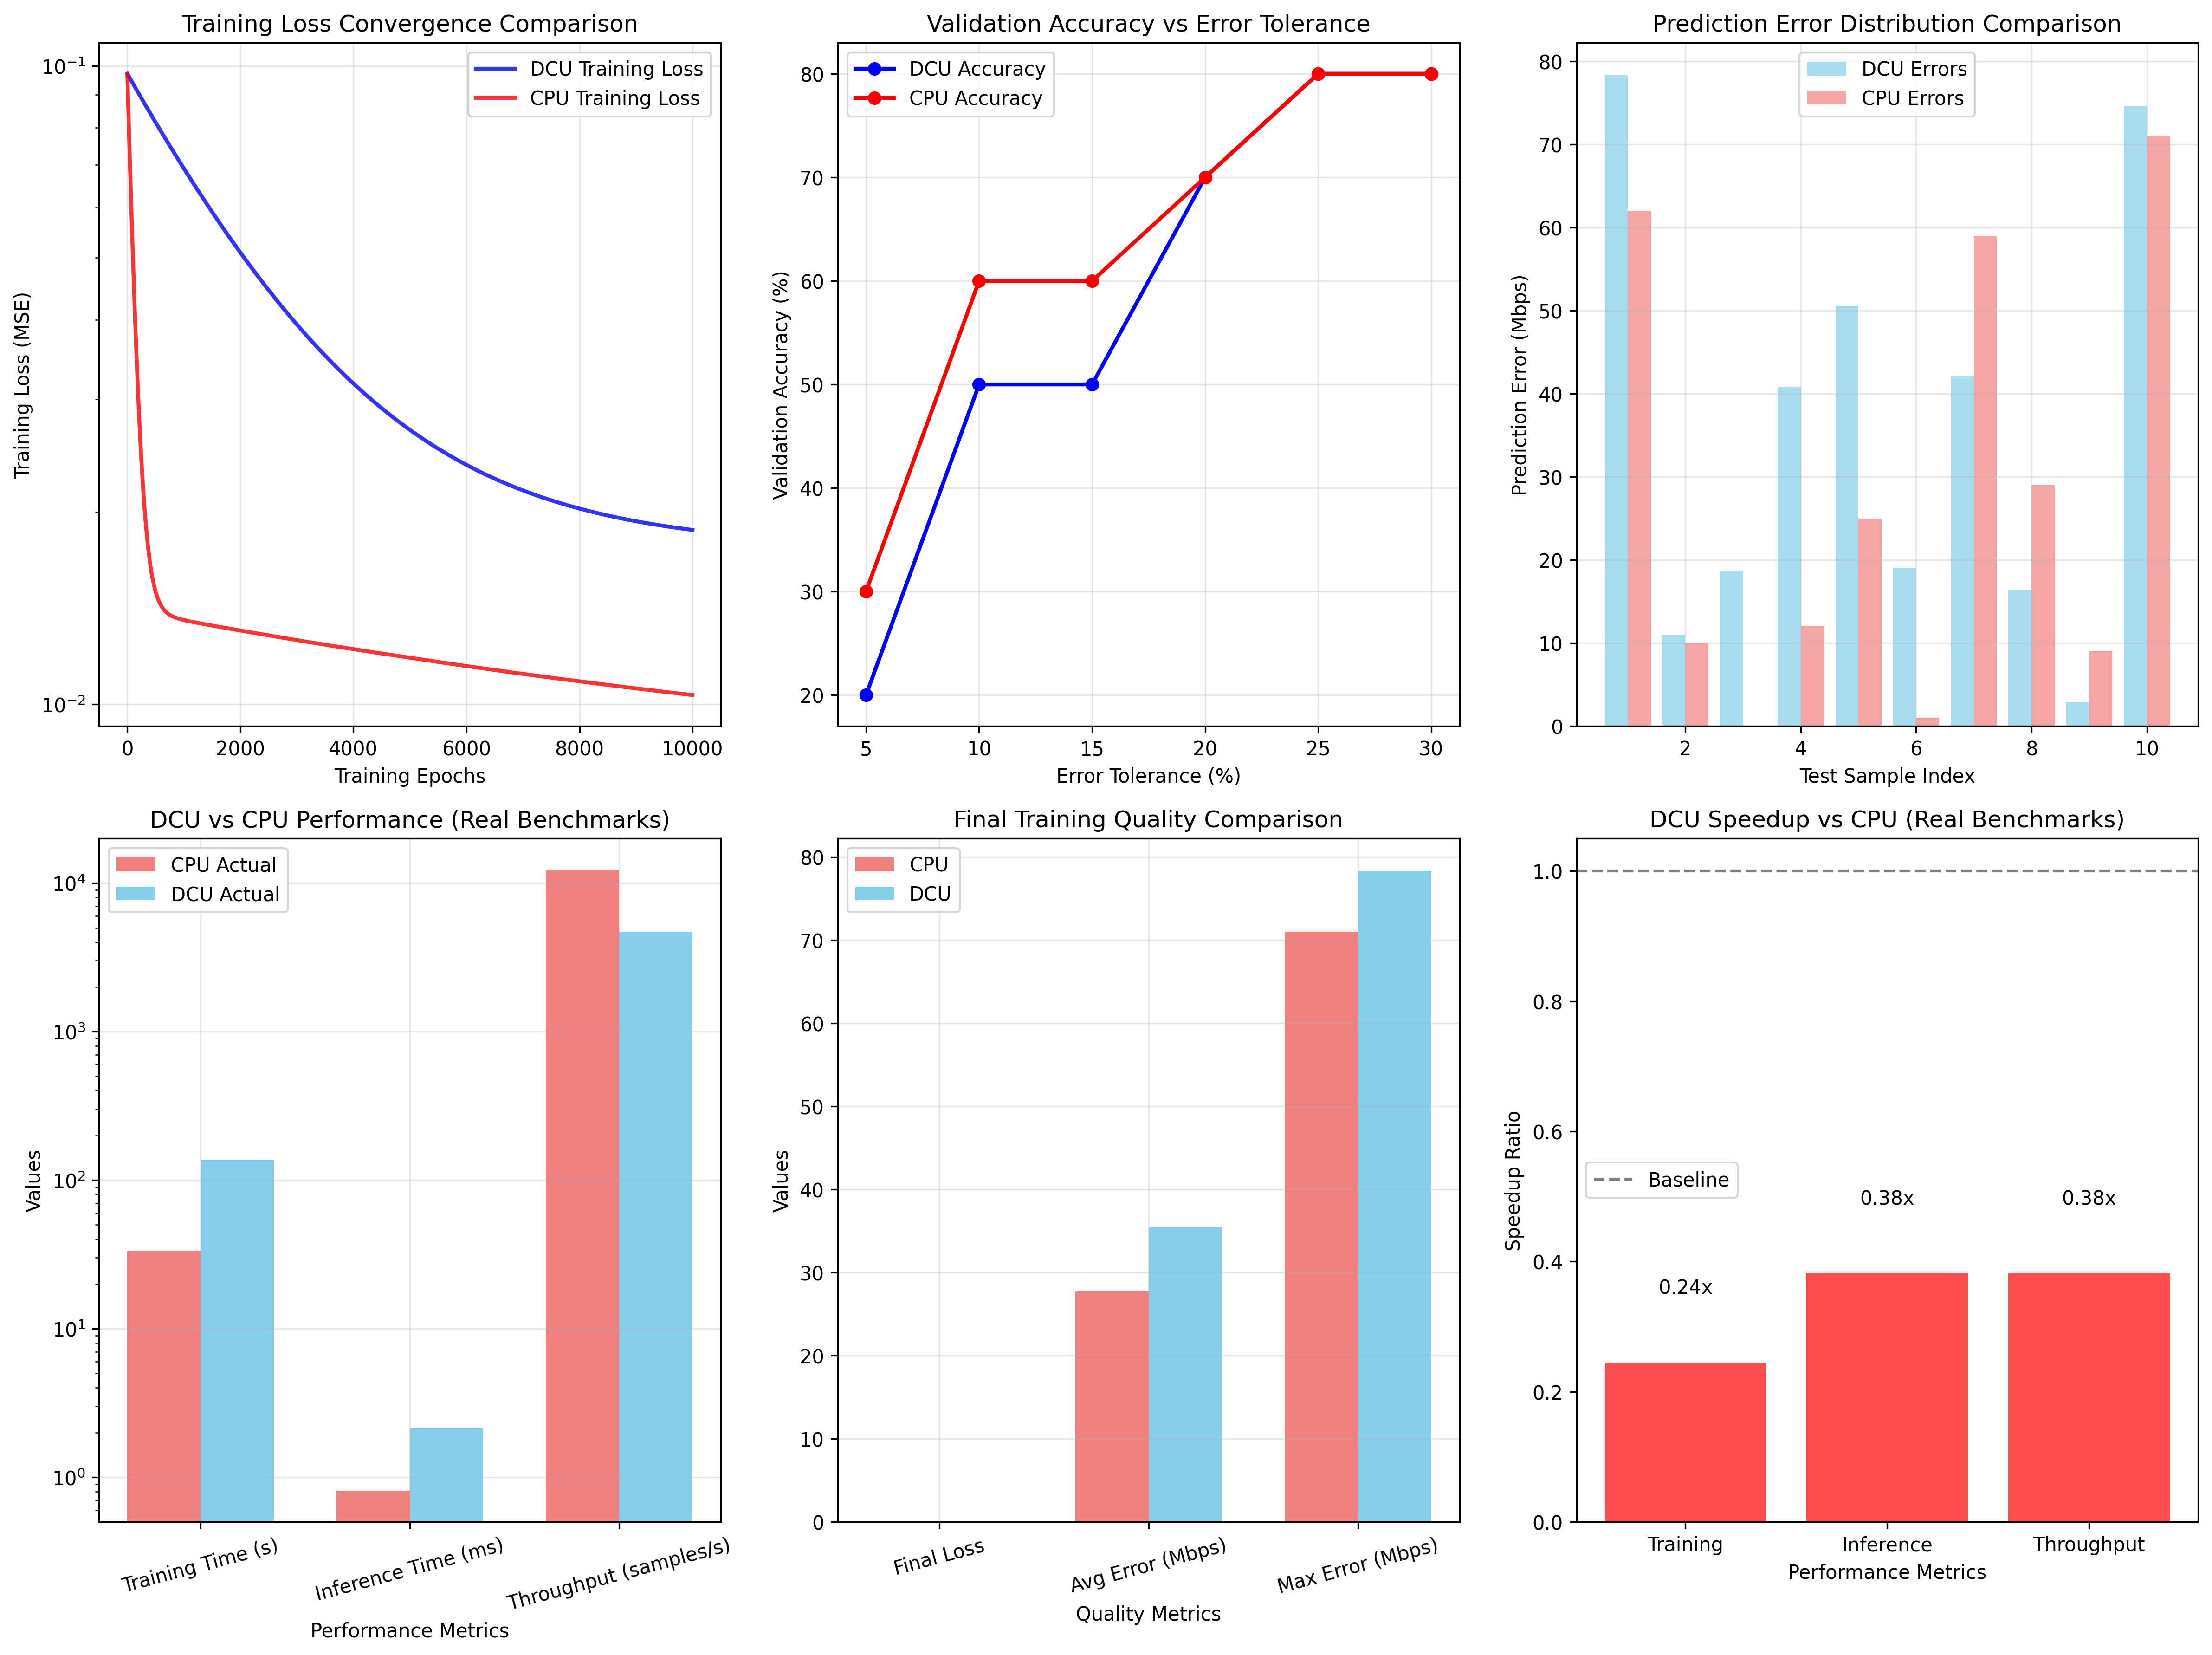 Training Loss Convergence Comparison
DCU Training Loss
CPU Training Loss
10⁻¹
10⁻²
Training Loss (MSE)
0 2000 4000 6000 8000 10000
Training Epochs
Validation Accuracy vs Error Tolerance
DCU Accuracy
CPU Accuracy
80
70
60
50
40
30
20
Validation Accuracy (%)
5 10 15 20 25 30
Error Tolerance (%)
Prediction Error Distribution Comparison
DCU Errors
CPU Errors
80
70
60
50
40
30
20
10
0
Prediction Error (Mbps)
2 4 6 8 10
Test Sample Index
DCU vs CPU Performance (Real Benchmarks)
CPU Actual
DCU Actual
10⁴
10³
10²
10¹
10⁰
Values
Training Time (s) Inference Time (ms) Throughput (samples/s)
Performance Metrics
Final Training Quality Comparison
CPU
DCU
80
70
60
50
40
30
20
10
0
Values
Final Loss Avg Error (Mbps) Max Error (Mbps)
Quality Metrics
DCU Speedup vs CPU (Real Benchmarks)
1.0
0.8
0.6
0.4
0.2
0.0
Speedup Ratio
Baseline
0.24x 0.38x 0.38x
Training Inference Throughput
Performance Metrics